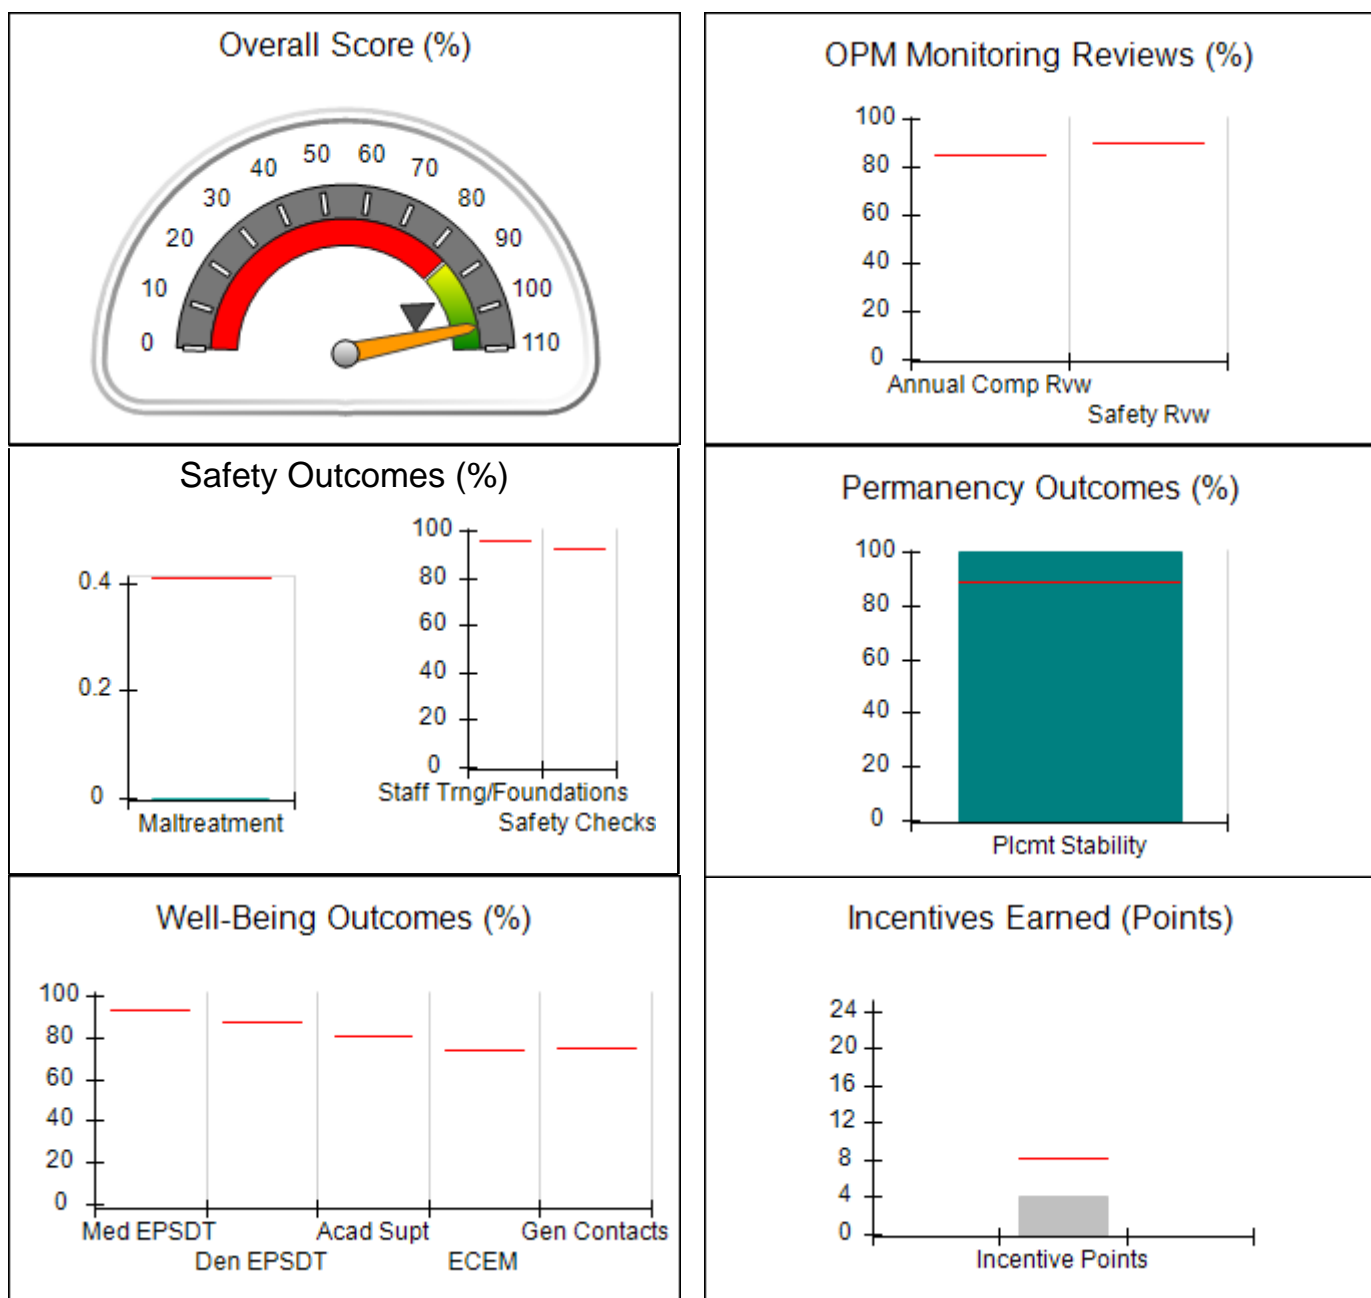 Overall Score (%)
0 10 20 30 40 50 60 70 80 90 100 110
OPM Monitoring Reviews (%)
100
80
60
40
20
0
Annual Comp Rvw
Safety Rvw
Safety Outcomes (%)
0.4
0.2
0
Maltreatment
100
80
60
40
20
0
Staff Trng/Foundations
Safety Checks
Permanency Outcomes (%)
100
80
60
40
20
0
Plcmt Stability
Well-Being Outcomes (%)
100
80
60
40
20
0
Med EPSDT Acad Supt Gen Contacts
Den EPSDT ECEM
Incentives Earned (Points)
24
20
16
12
8
4
0
Incentive Points